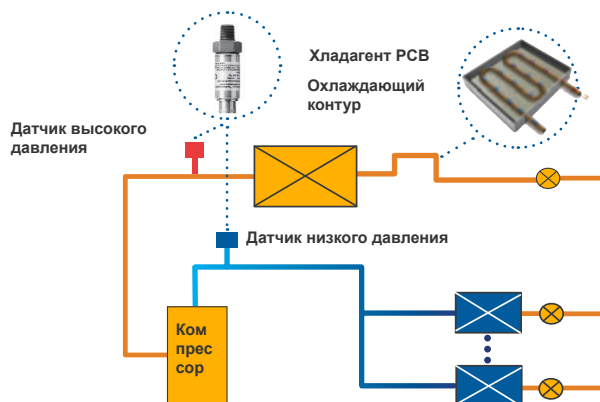 Хладагент PCB
Охлаждающий
контур
Датчик высокого
давления
Датчик низкого давления
Ком
прес
сор